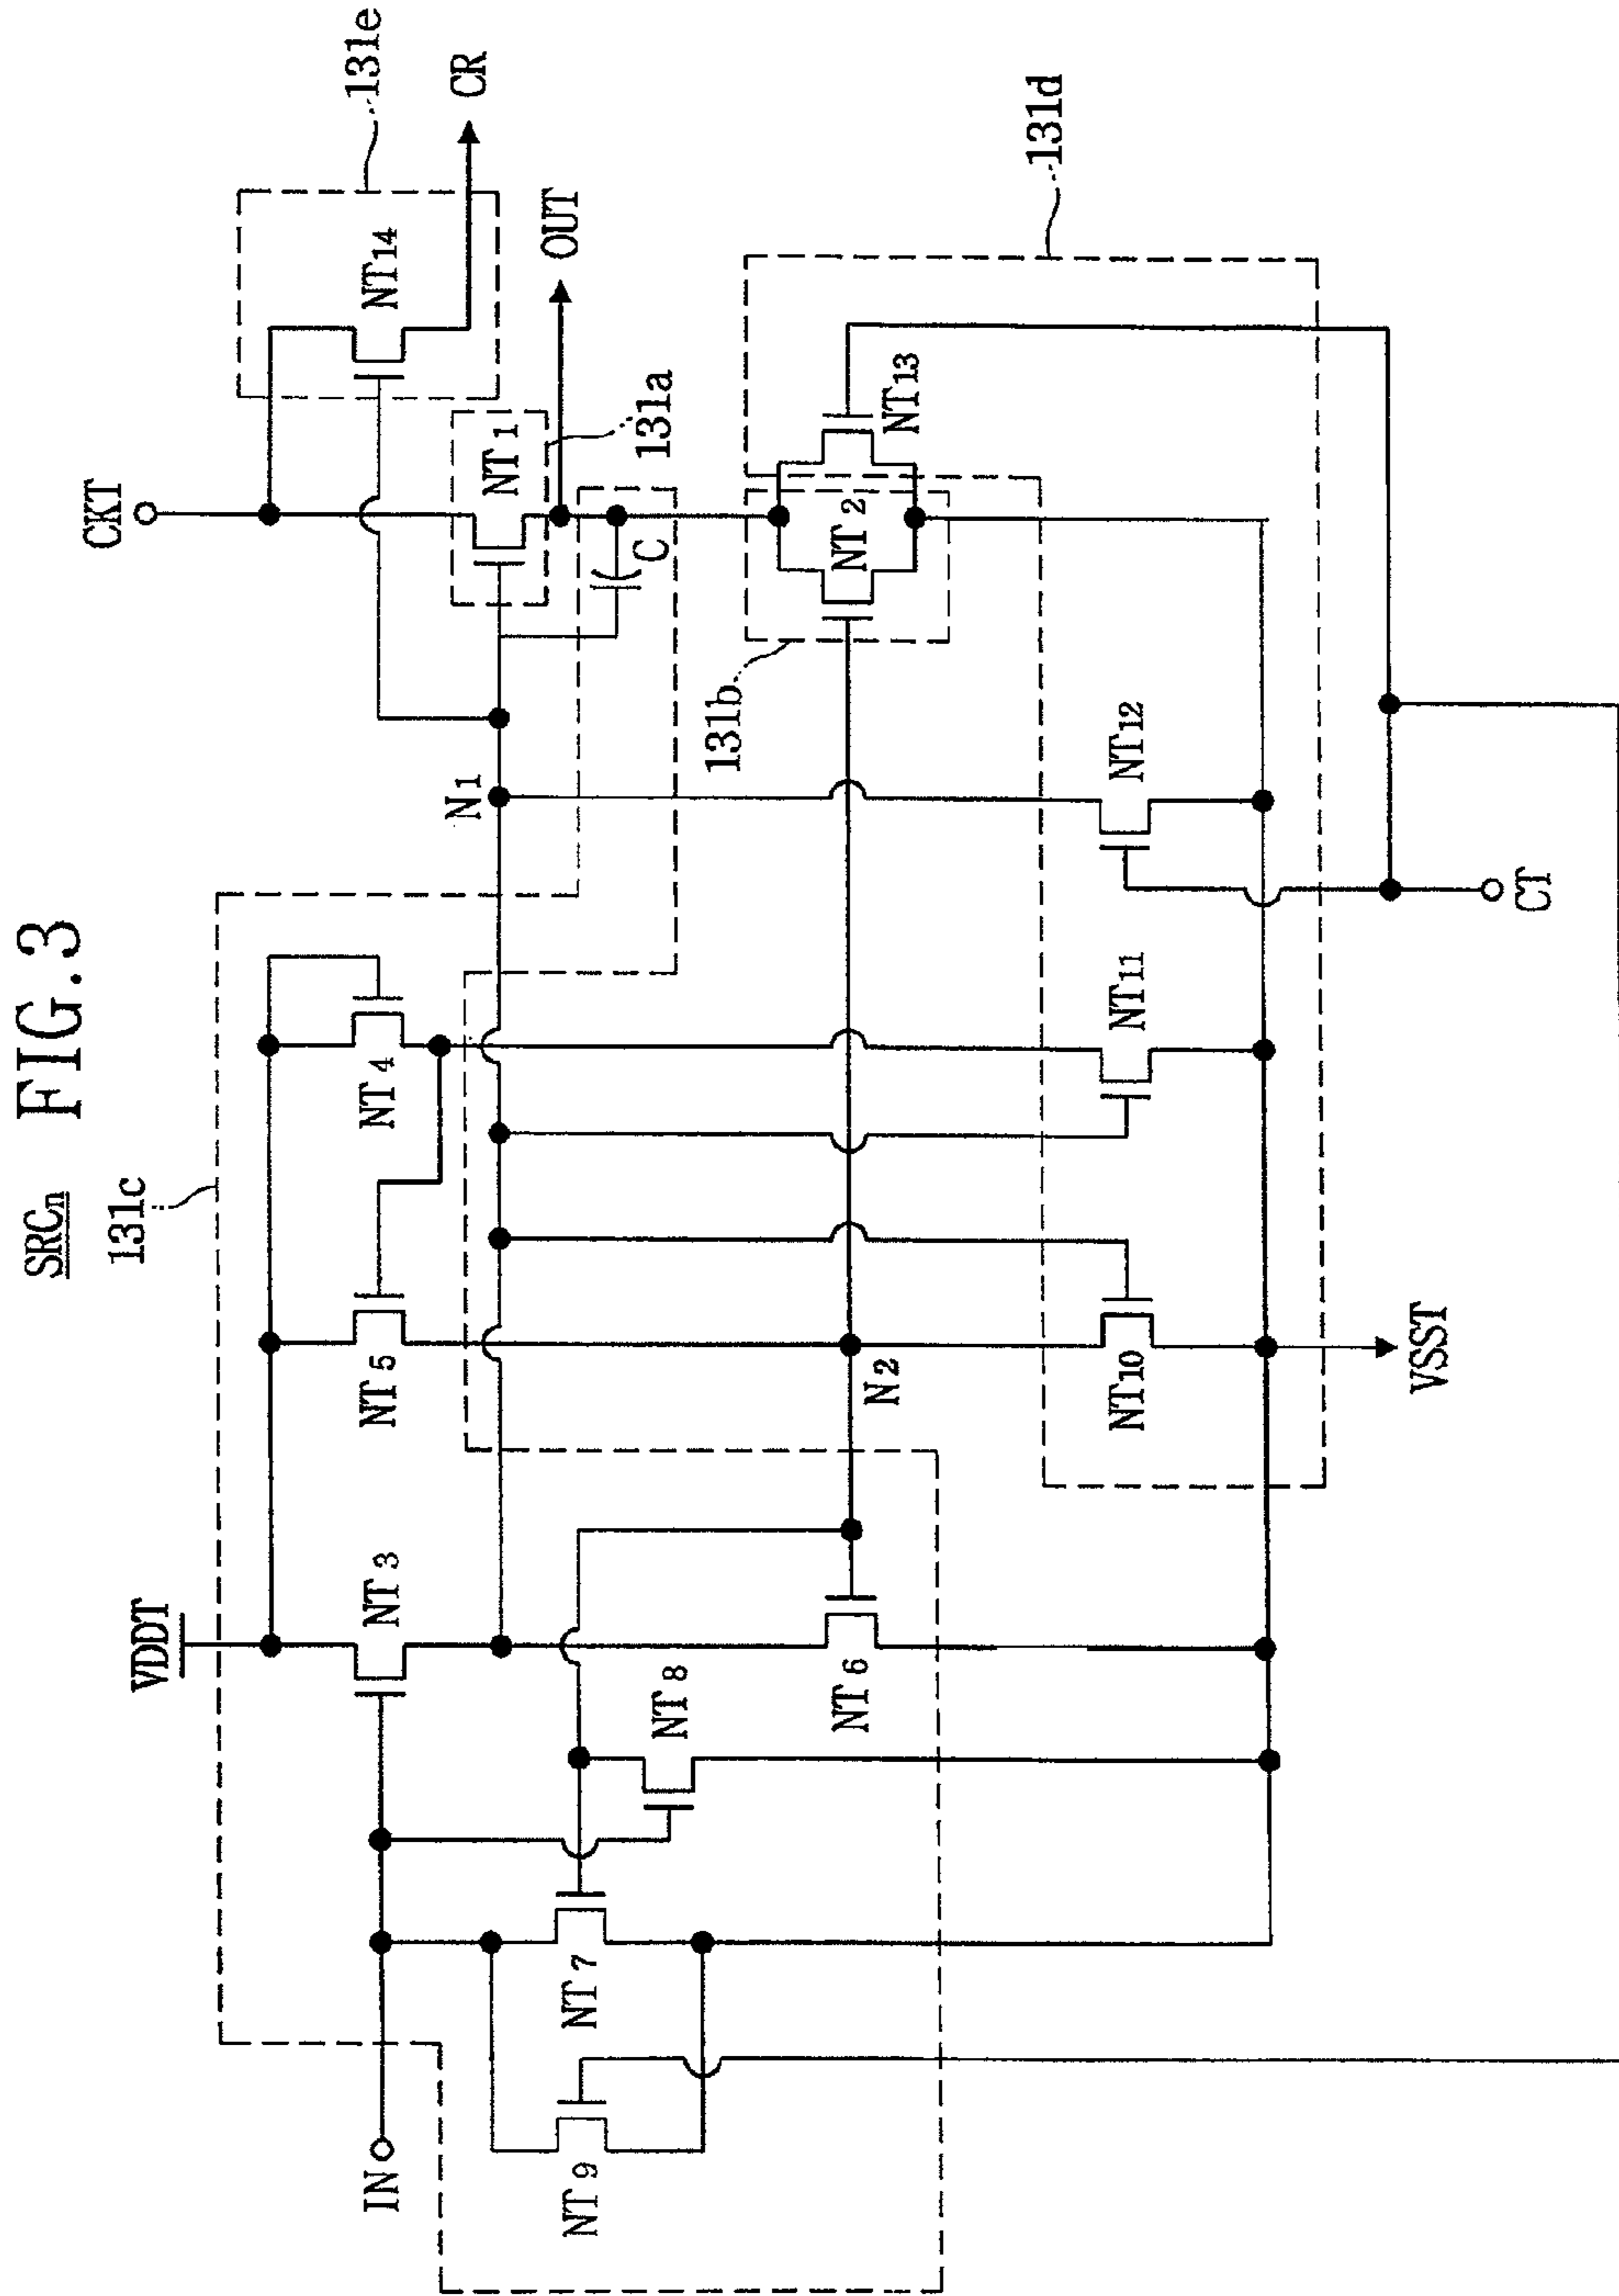 FIG.3
SRCn
131c
VDDT
CKT
131e
NT14
CR
IN
NT3
NT5
NT4
N1
NT1
OUT
131a
C
NT9
NT7
NT8
NT6
N2
131b
NT2
NT13
131d
NT10
NT11
NT12
VSST
CT